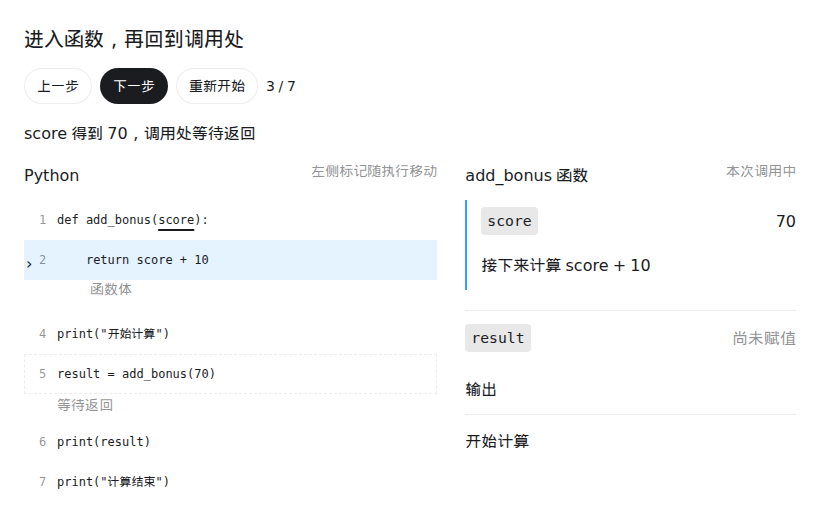 进入函数，再回到调用处
上一步 下一步 重新开始 3 / 7
score 得到 70，调用处等待返回
Python 左侧标记随执行移动
1 def add_bonus(score):
› 2 return score + 10
函数体
4 print("开始计算")
5 result = add_bonus(70)
等待返回
6 print(result)
7 print("计算结束")
add_bonus 函数 本次调用中
score 70
接下来计算 score + 10
result 尚未赋值
输出
开始计算